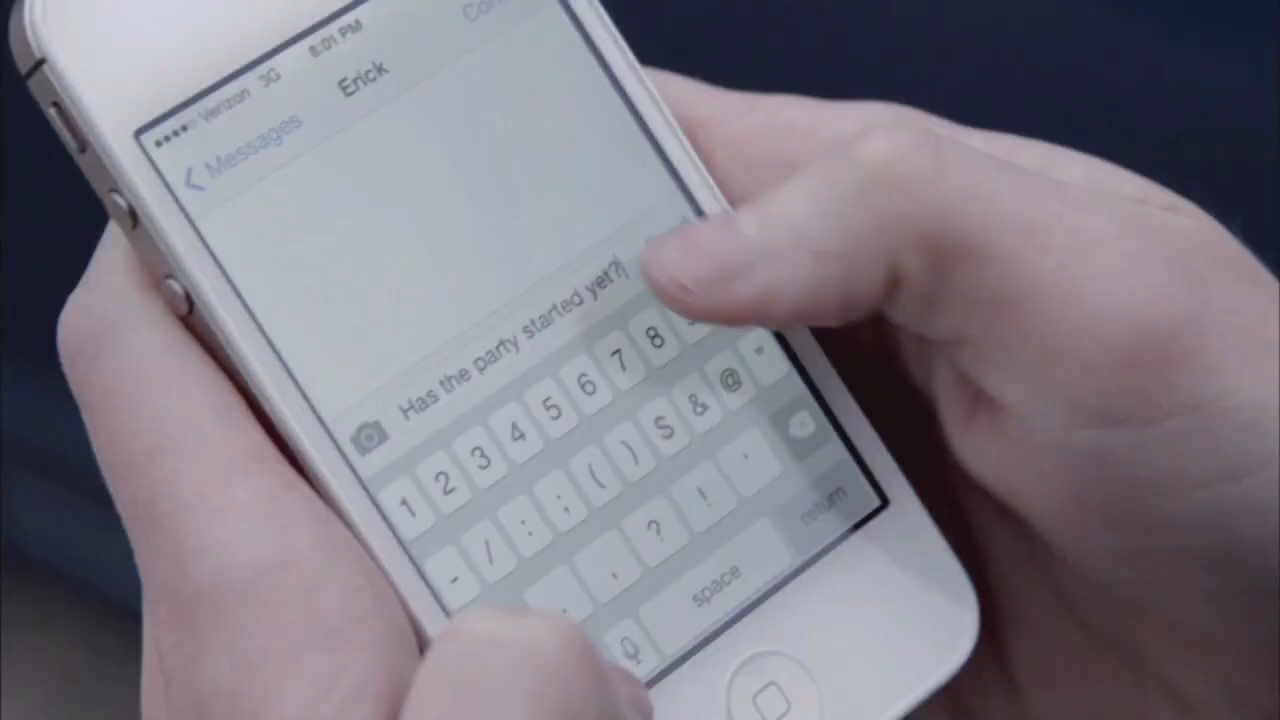 Verizon 3G 8:01 PM
Messages Erick
Has the party started yet?
1 2 3 4 5 6 7 8
- / : ; ( ) $ & @ "
. , ? ! '
space return